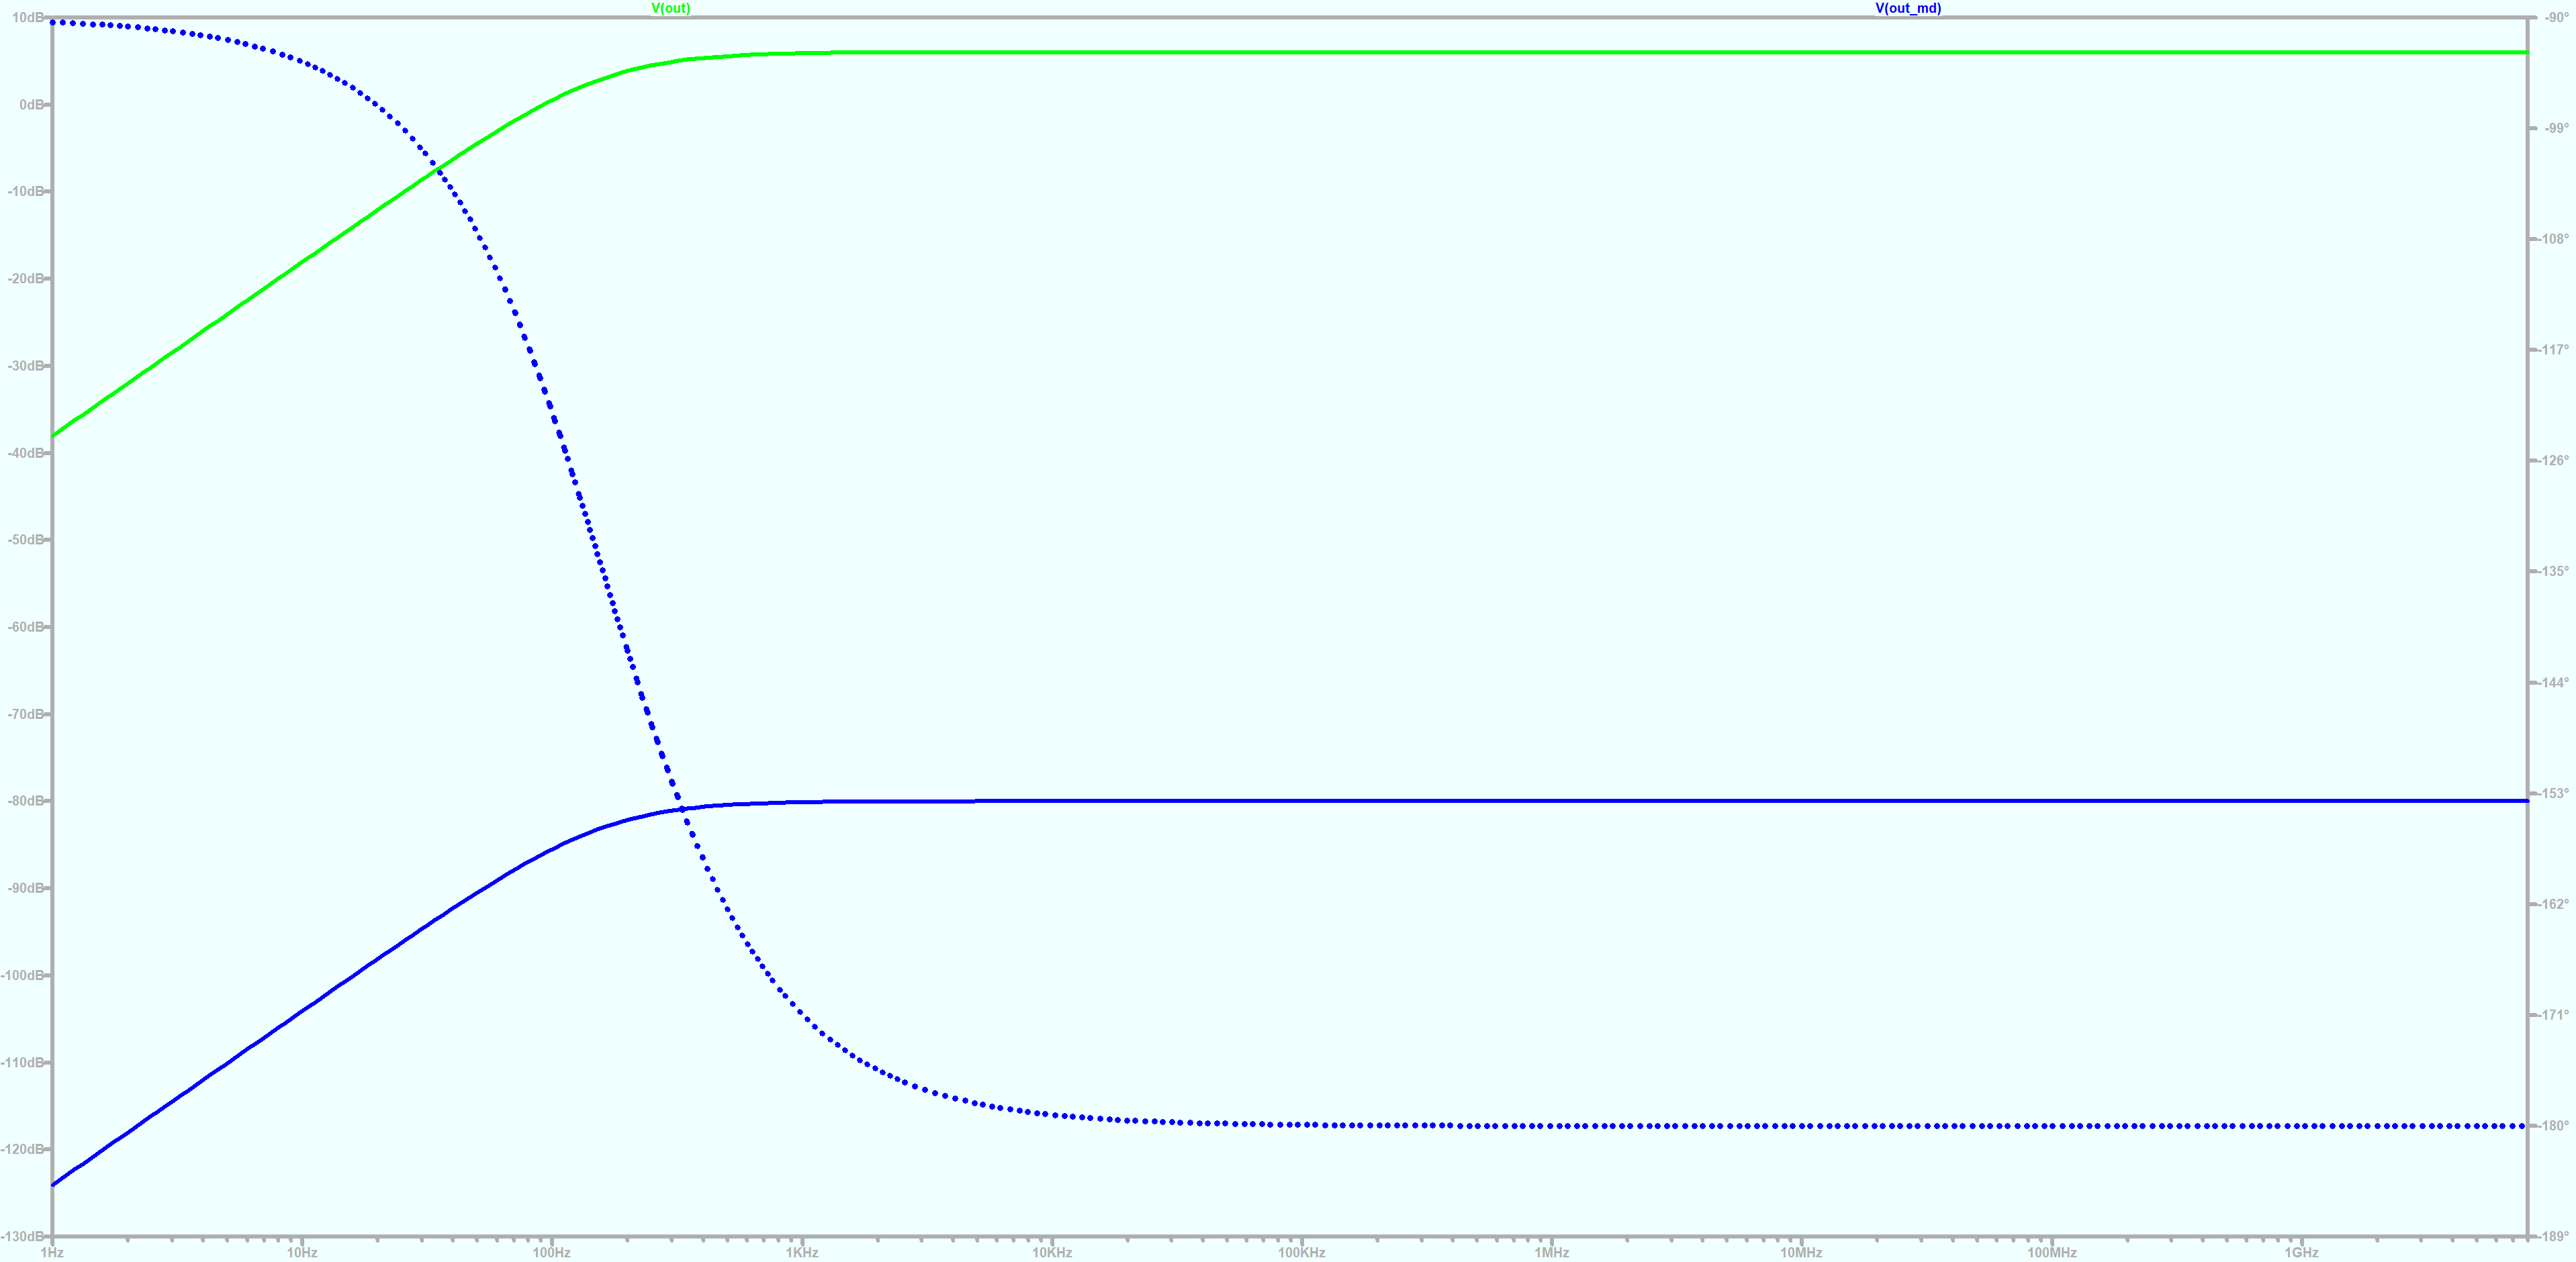 V(out) V(out_md)
10dB -90°
0dB
-99°
-10dB
-108°
-20dB
-30dB
-117°
-40dB
-126°
-50dB
-135°
-60dB
-144°
-70dB
-80dB
-153°
-90dB
-162°
-100dB
-171°
-110dB
-180°
-120dB
-130dB -189°
1Hz 10Hz 100Hz 1KHz 10KHz 100KHz 1MHz 10MHz 100MHz 1GHz